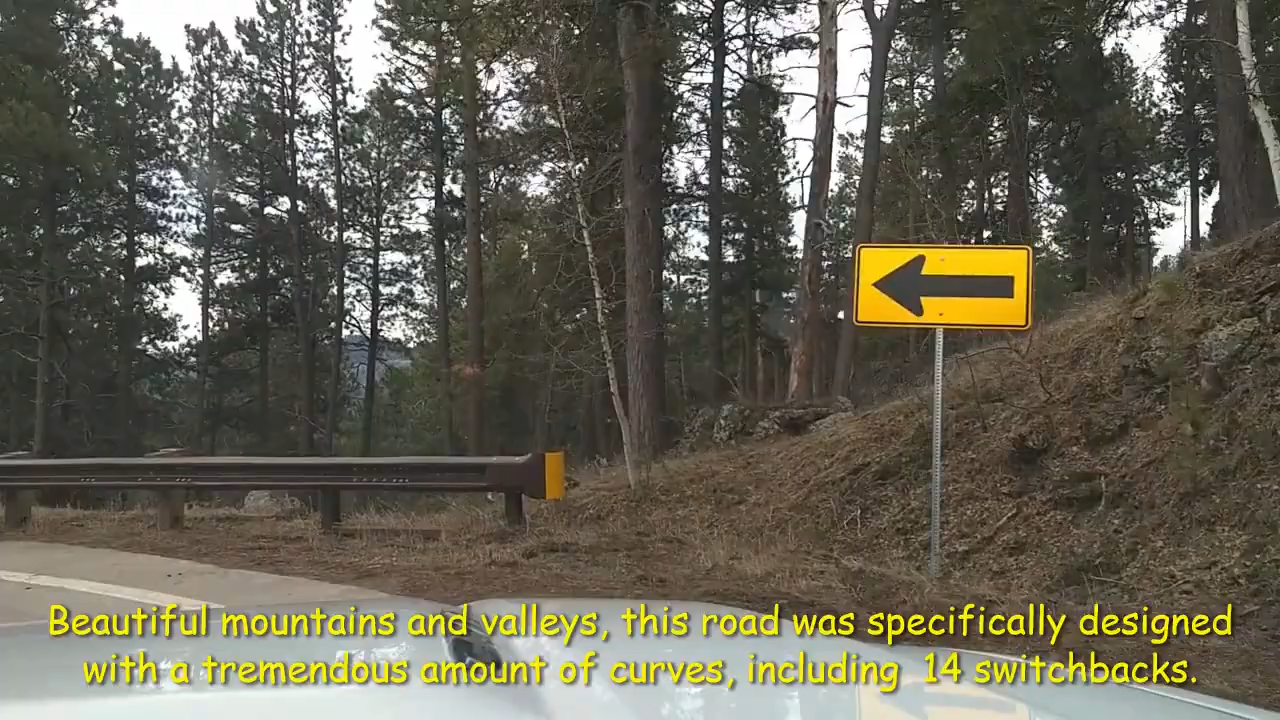 Beautiful mountains and valleys, this road was specifically designed
with a tremendous amount of curves, including  14 switchbacks.